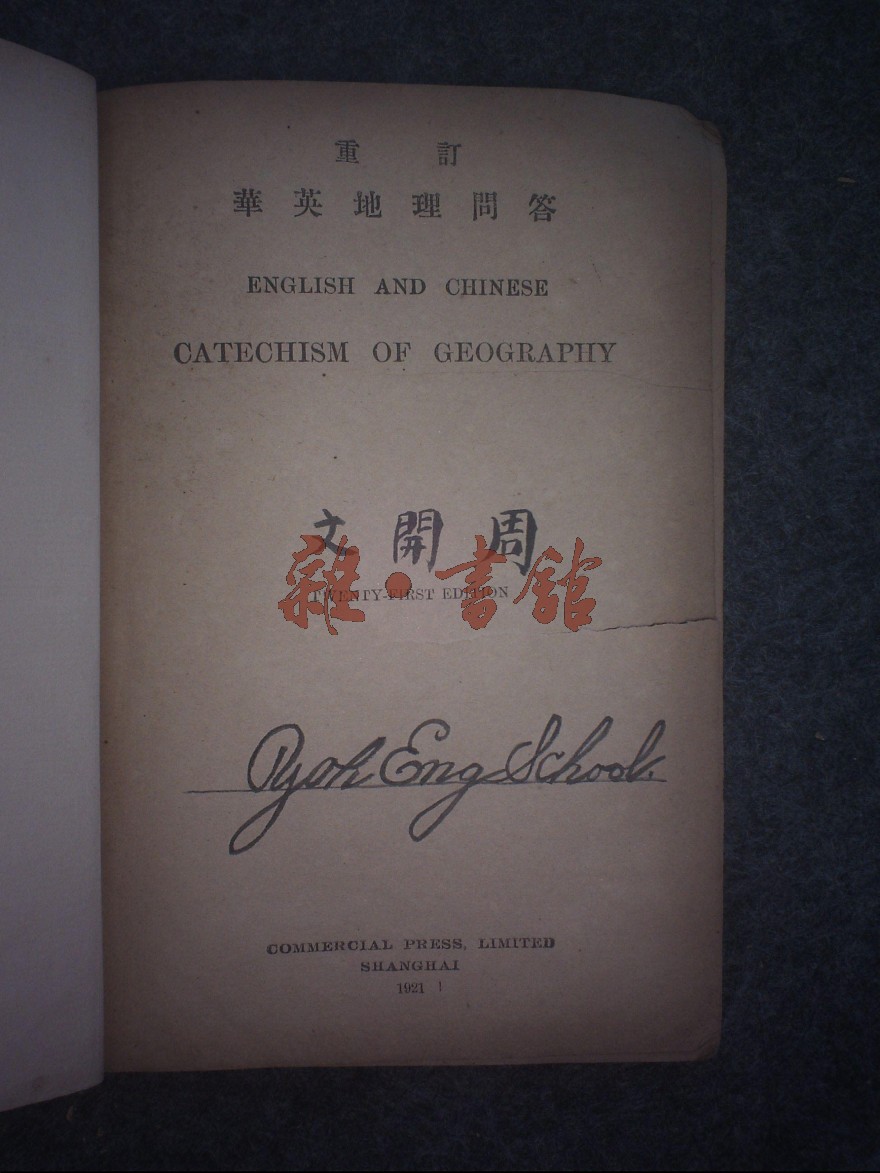 重訂
華英地理問答
ENGLISH AND CHINESE
CATECHISM OF GEOGRAPHY
文開周
雜·書館
TWENTY-FIRST EDITION
Pyoh Eng School.
COMMERCIAL PRESS, LIMITED
SHANGHAI
1921